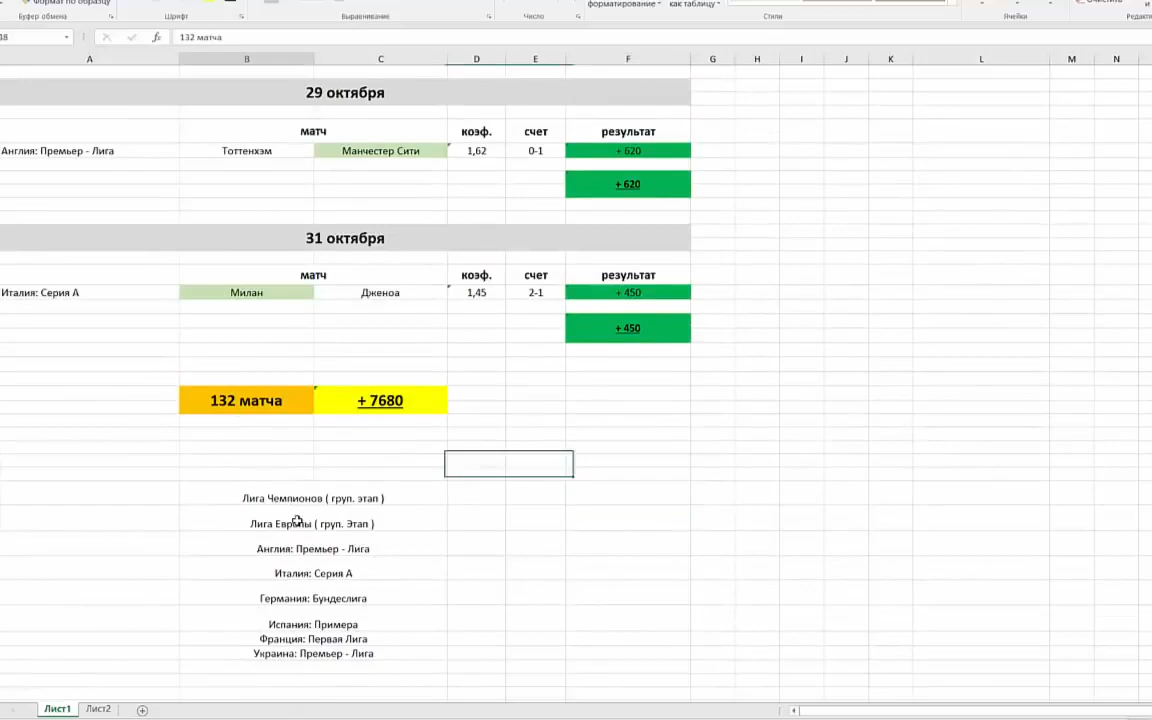 Формат по образцу
форматирование
как таблицу
Буфер обмена
Шрифт
Выравнивание
Число
Стили
Ячейки
132 матча
A B C D E F G H I J K L M N
29 октября
матч коэф. счет результат
Англия: Премьер - Лига Тоттенхэм Манчестер Сити 1,62 0-1 + 620
+ 620
31 октября
матч коэф. счет результат
Италия: Серия А Милан Дженоа 1,45 2-1 + 450
+ 450
132 матча + 7680
Лига Чемпионов ( груп. этап )
Лига Европы ( груп. Этап )
Англия: Премьер - Лига
Италия: Серия А
Германия: Бундеслига
Испания: Примера
Франция: Первая Лига
Украина: Премьер - Лига
Лист1 Лист2